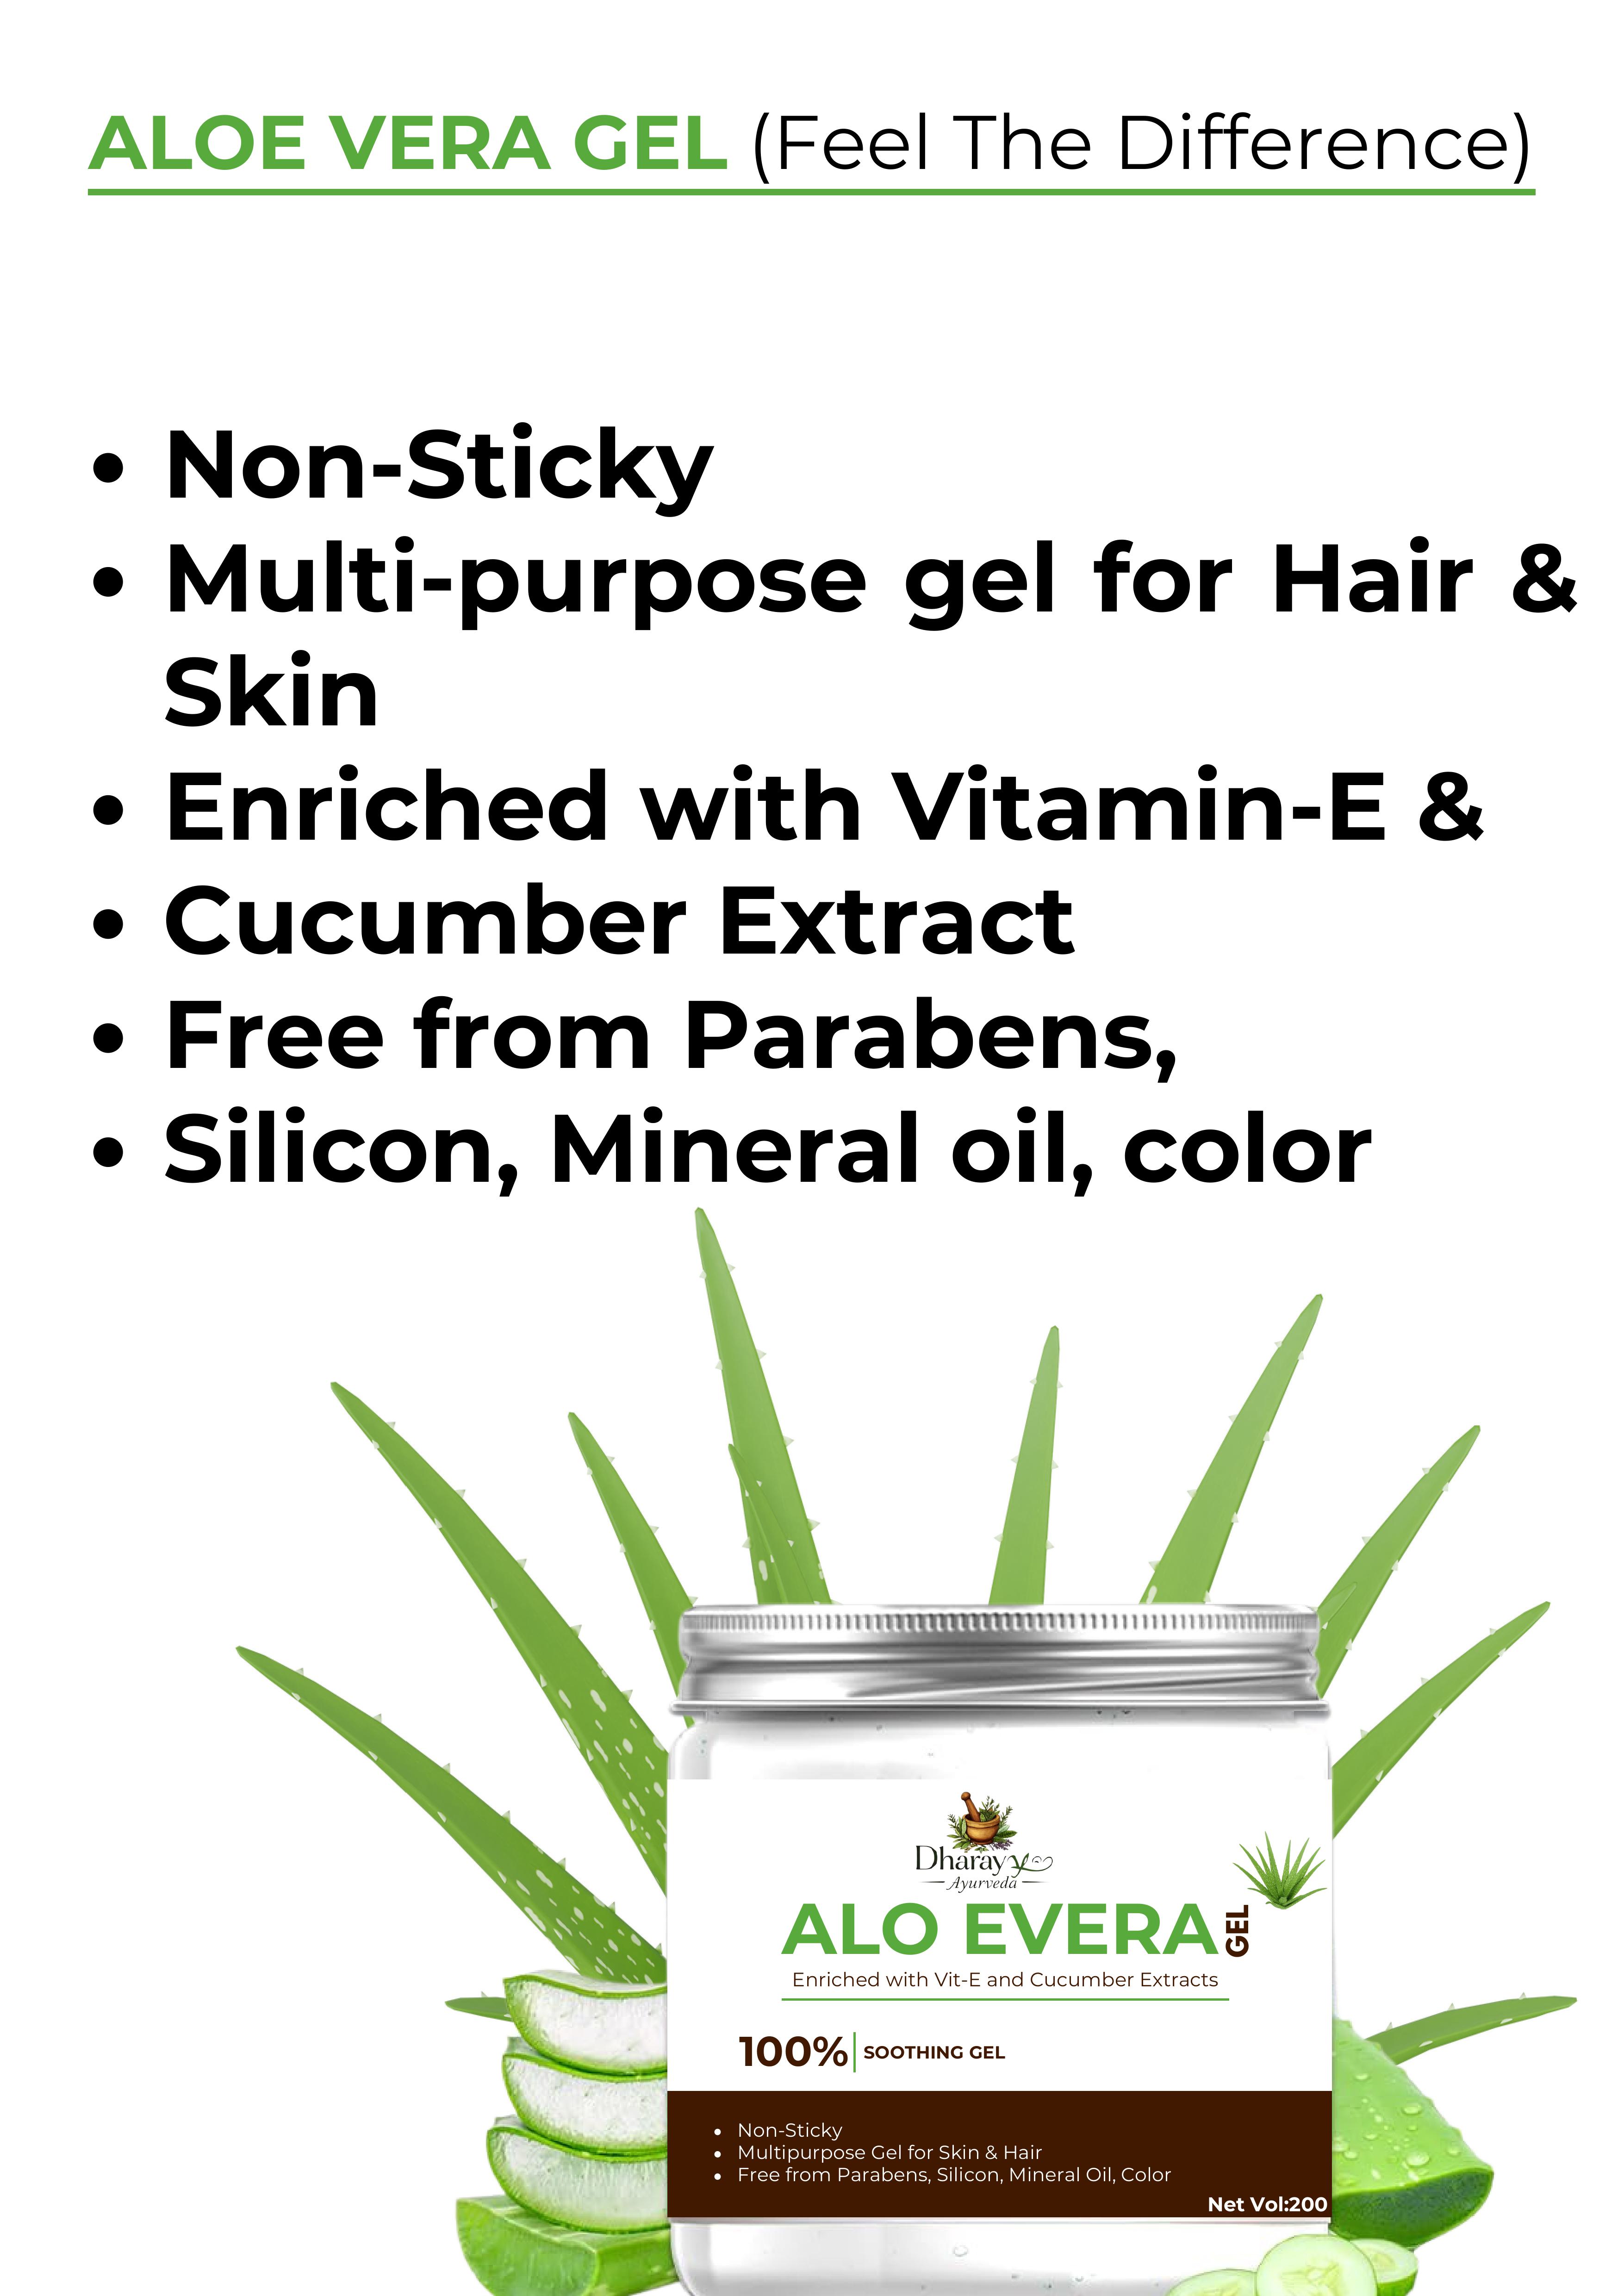 ALOE VERA GEL (Feel The Difference)
• Non-Sticky
• Multi-purpose gel for Hair &
Skin
• Enriched with Vitamin-E &
• Cucumber Extract
• Free from Parabens,
• Silicon, Mineral oil, color
Dharayy
Ayurveda
ALO EVERA
GEL
Enriched with Vit-E and Cucumber Extracts
100% SOOTHING GEL
• Non-Sticky
• Multipurpose Gel for Skin & Hair
• Free from Parabens, Silicon, Mineral Oil, Color
Net Vol:200